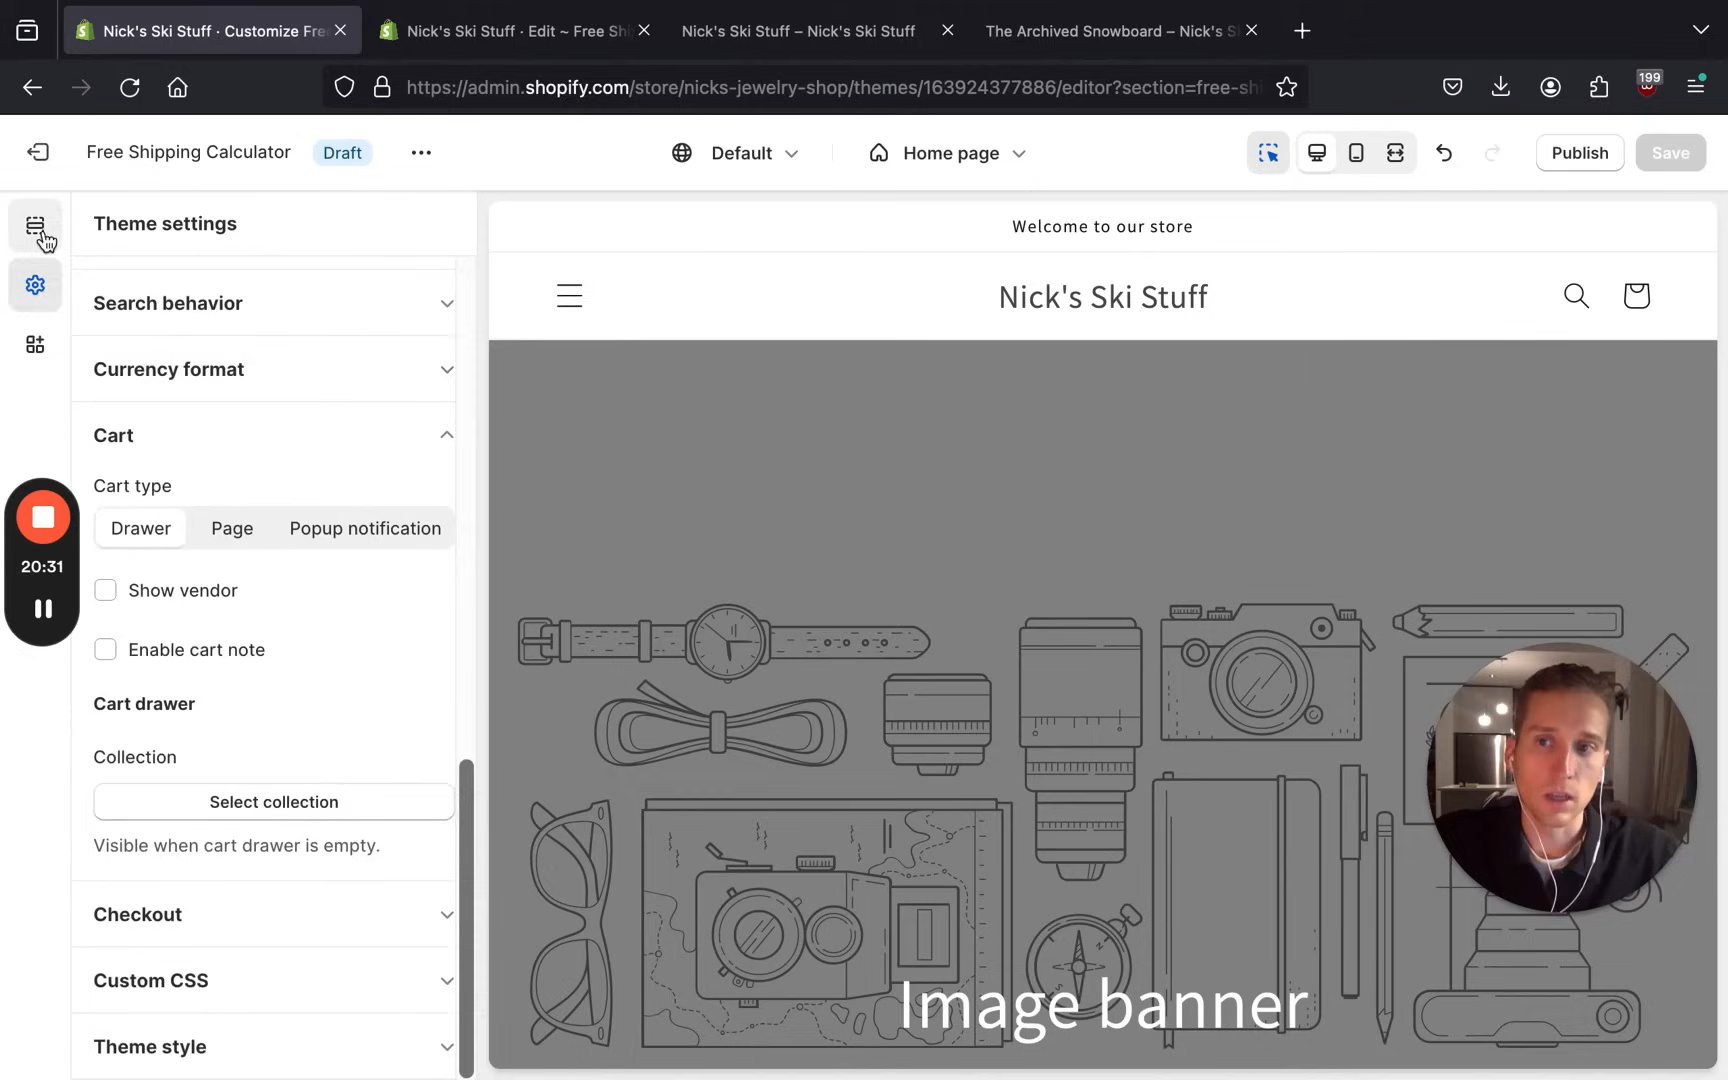 Nick's Ski Stuff · Customize Free
Nick's Ski Stuff · Edit ~ Free Shi
Nick's Ski Stuff – Nick's Ski Stuff
The Archived Snowboard – Nick's S
https://admin.shopify.com/store/nicks-jewelry-shop/themes/163924377886/editor?section=free-shi
199
Free Shipping Calculator
Draft
Default
Home page
Publish
Save
Theme settings
Search behavior
Currency format
Cart
Cart type
Drawer
Page
Popup notification
Show vendor
Enable cart note
Cart drawer
Collection
Select collection
Visible when cart drawer is empty.
Checkout
Custom CSS
Theme style
20:31
Welcome to our store
Nick's Ski Stuff
Image banner